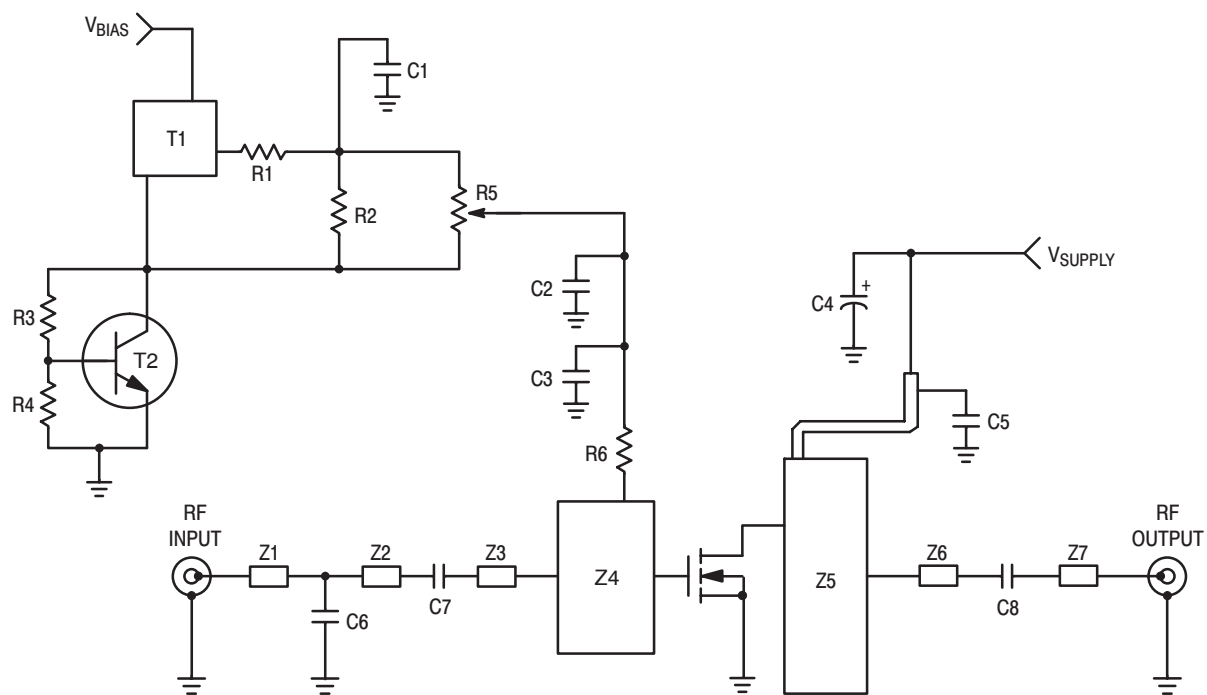 VBIAS
C1
T1
R1
R2
R5
VSUPPLY
C2
C4
+
R3
T2
C3
R4
C5
R6
RF
INPUT
RF
OUTPUT
Z1
Z2
Z3
Z4
Z5
Z6
Z7
C7
C8
C6